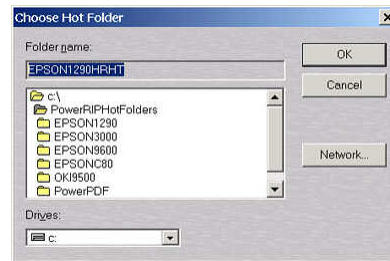 Choose Hot Folder
Folder name:
EPSON1290HRHT
c:\
PowerRIPHotFolders
EPSON1290
EPSON3000
EPSON9600
EPSONC80
OKI9500
PowerPDF
Drives:
c:
OK
Cancel
Network...